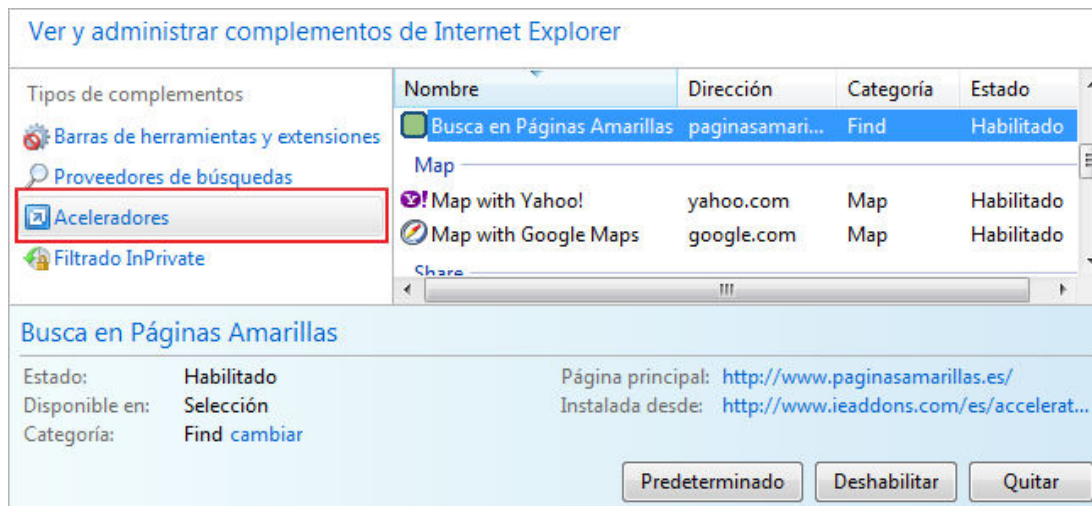 Ver y administrar complementos de Internet Explorer
Tipos de complementos
Barras de herramientas y extensiones
Proveedores de búsquedas
Aceleradores
Filtrado InPrivate
Nombre Dirección Categoría Estado
Busca en Páginas Amarillas paginasamari... Find Habilitado
Map
Map with Yahoo! yahoo.com Map Habilitado
Map with Google Maps google.com Map Habilitado
Share
Busca en Páginas Amarillas
Estado: Habilitado Página principal: http://www.paginasamarillas.es/
Disponible en: Selección Instalada desde: http://www.ieaddons.com/es/accelerat...
Categoría: Find cambiar
Predeterminado Deshabilitar Quitar